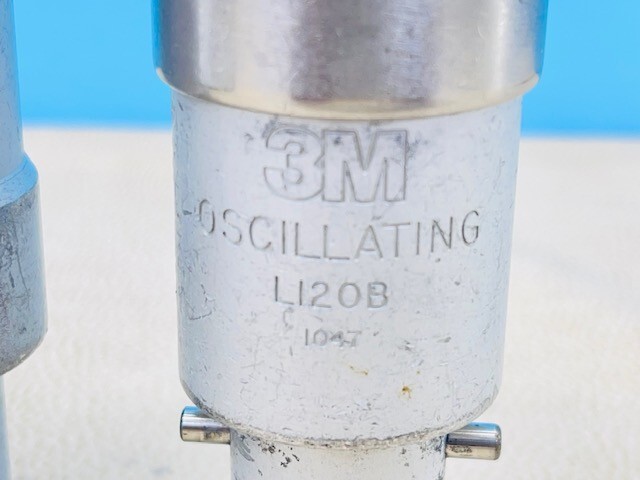 3M
-OSCILLATING
L120B
1047